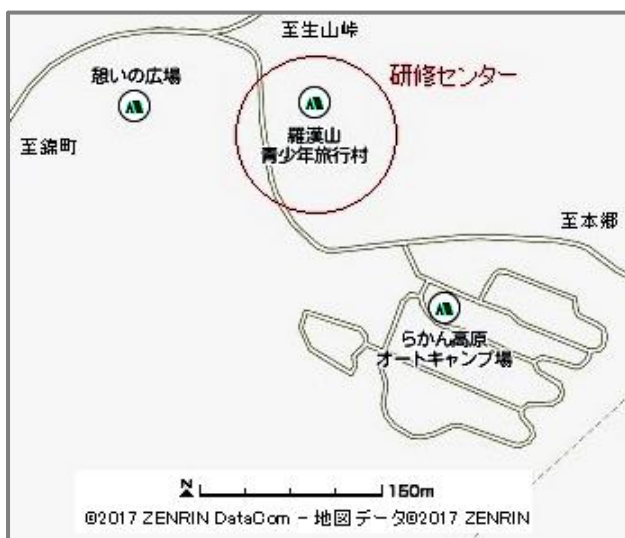 至生山峠
憩いの広場
研修センター
至錦町
羅漢山
青少年旅行村
至本郷
らかん高原
オートキャンプ場
N 150m
©2017 ZENRIN DataCom - 地図データ©2017 ZENRIN